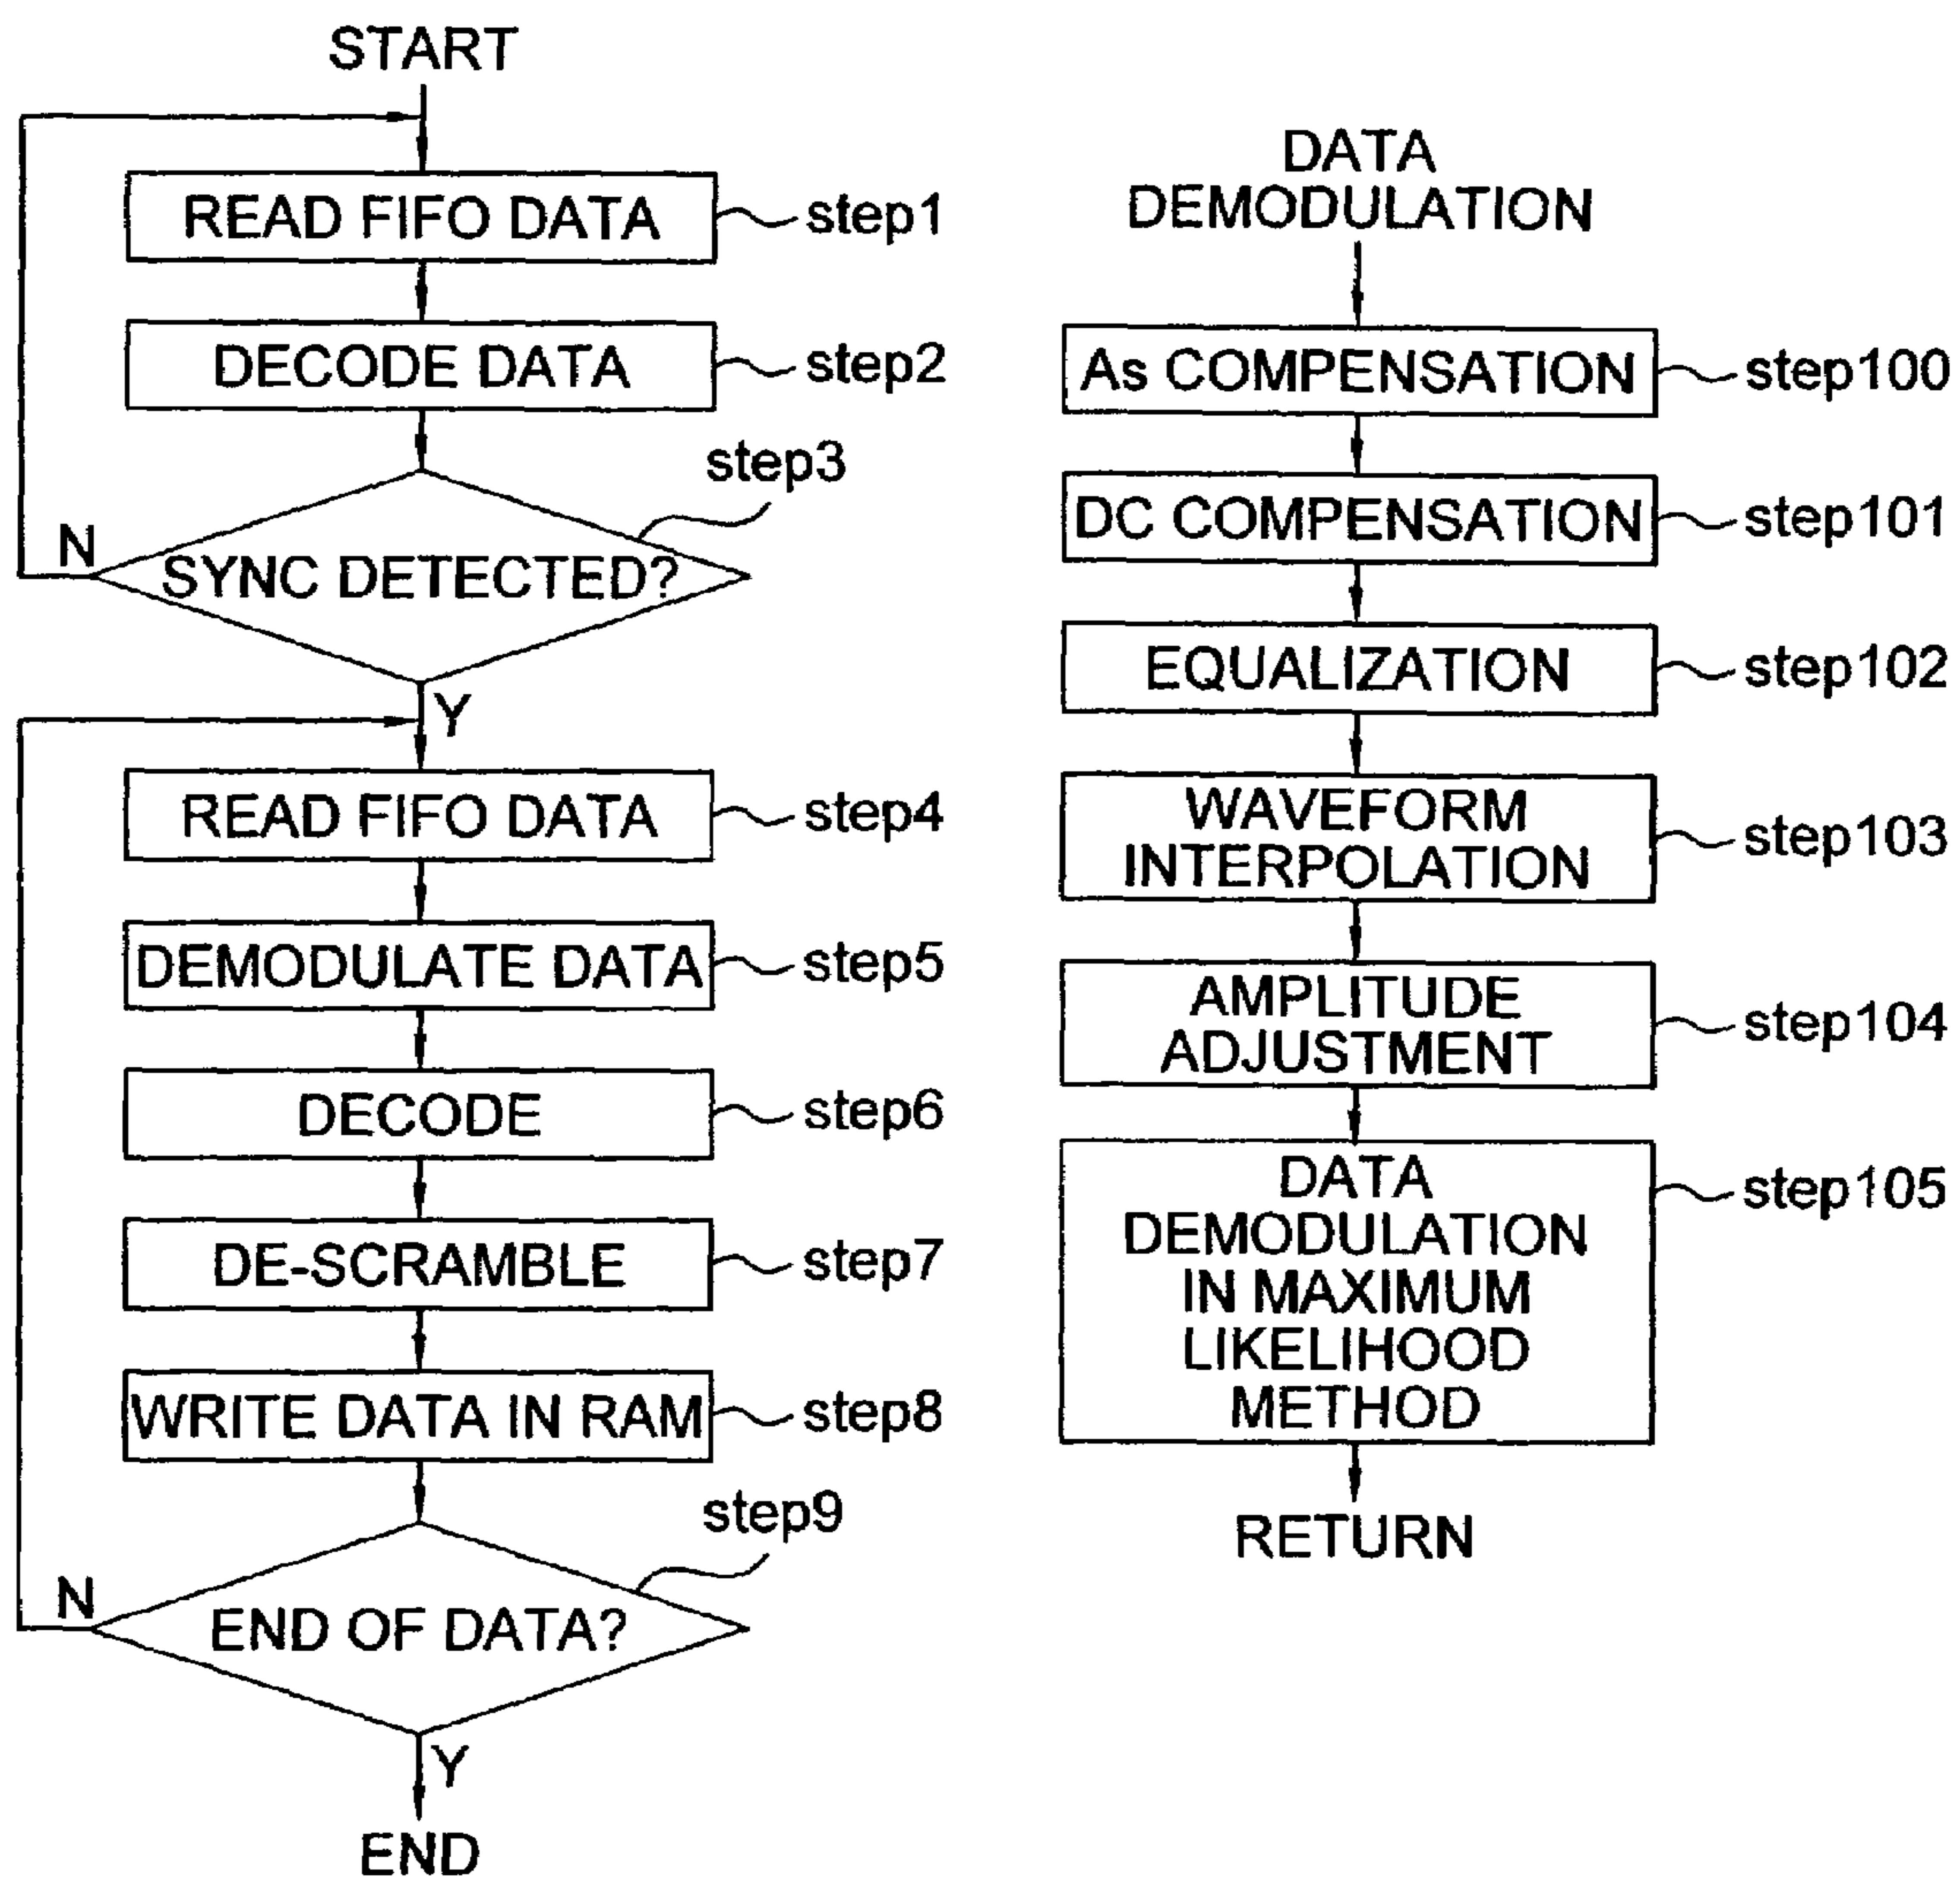 START
READ FIFO DATA
step1
DECODE DATA
step2
step3
N
SYNC DETECTED?
Y
READ FIFO DATA
step4
DEMODULATE DATA
step5
DECODE
step6
DE-SCRAMBLE
step7
WRITE DATA IN RAM
step8
step9
N
END OF DATA?
Y
END
DATA
DEMODULATION
As COMPENSATION
step100
DC COMPENSATION
step101
EQUALIZATION
step102
WAVEFORM
INTERPOLATION
step103
AMPLITUDE
ADJUSTMENT
step104
DATA
DEMODULATION
IN MAXIMUM
LIKELIHOOD
METHOD
step105
RETURN